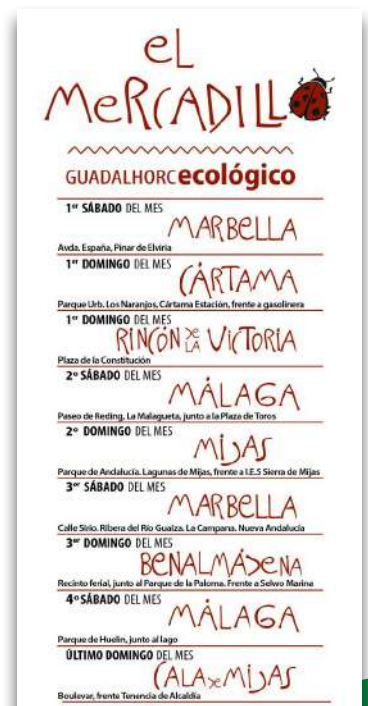 eL
MeRCADILLO
GUADALHORCecológico
1er SÁBADO DEL MES
MARBELLA
Avda. España, Pinar de Elviria
1er DOMINGO DEL MES
CÁRTAMA
Parque Urb. Los Naranjos, Cártama Estación, frente a gasolinera
1er DOMINGO DEL MES
RINCÓN DE LA VICTORIA
Plaza de la Constitución
2º SÁBADO DEL MES
MÁLAGA
Paseo de Reding, La Malagueta, junto a la Plaza de Toros
2º DOMINGO DEL MES
MIJAS
Parque de Andalucía. Lagunas de Mijas, frente a I.E.S Sierra de Mijas
3er SÁBADO DEL MES
MARBELLA
Calle Sirio. Ribera del Río Guaiza. La Campana. Nueva Andalucía
3er DOMINGO DEL MES
BENALMÁDeNA
Recinto ferial, junto al Parque de la Paloma. Frente a Selwo Marina
4º SÁBADO DEL MES
MÁLAGA
Parque de Huelin, junto al lago
ÚLTIMO DOMINGO DEL MES
CALA DE MIJAS
Boulevar, frente Tenencia de Alcaldía